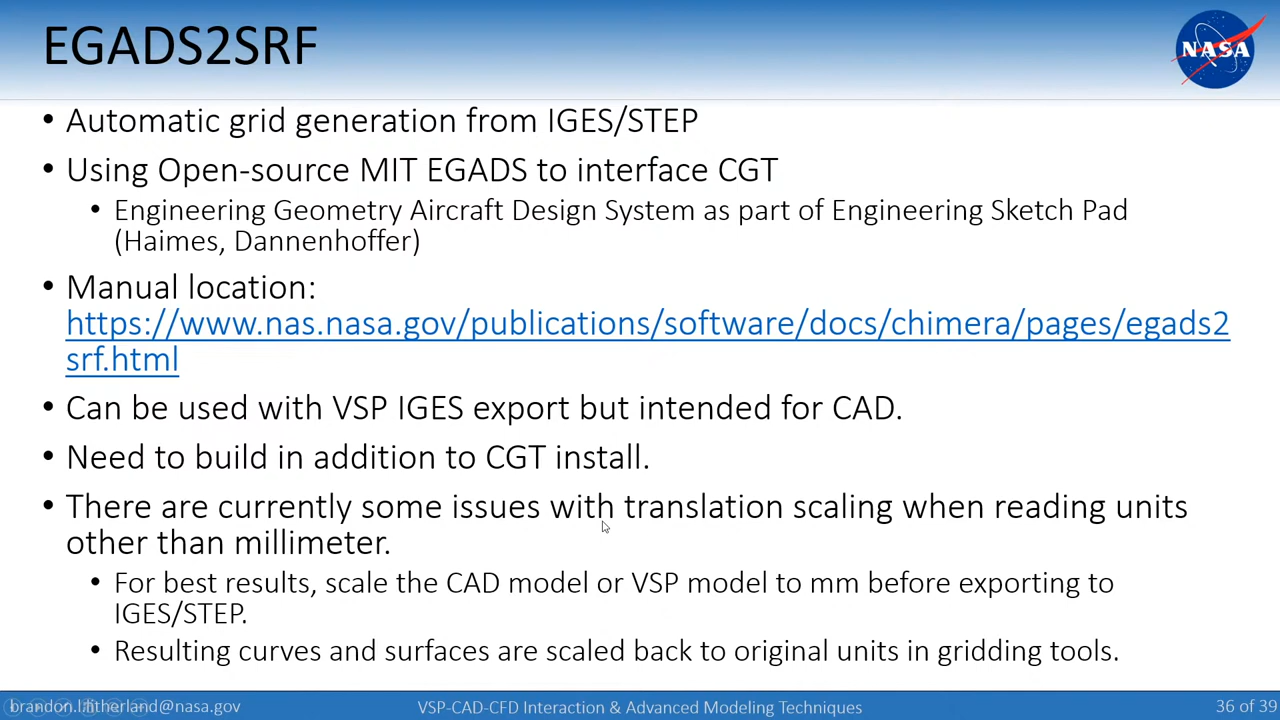 EGADS2SRF
NASA
• Automatic grid generation from IGES/STEP
• Using Open-source MIT EGADS to interface CGT
• Engineering Geometry Aircraft Design System as part of Engineering Sketch Pad
(Haimes, Dannenhoffer)
• Manual location:
https://www.nas.nasa.gov/publications/software/docs/chimera/pages/egads2
srf.html
• Can be used with VSP IGES export but intended for CAD.
• Need to build in addition to CGT install.
• There are currently some issues with translation scaling when reading units
other than millimeter.
• For best results, scale the CAD model or VSP model to mm before exporting to
IGES/STEP.
• Resulting curves and surfaces are scaled back to original units in gridding tools.
brandon.l.litherland@nasa.gov
VSP-CAD-CFD Interaction & Advanced Modeling Techniques
36 of 39